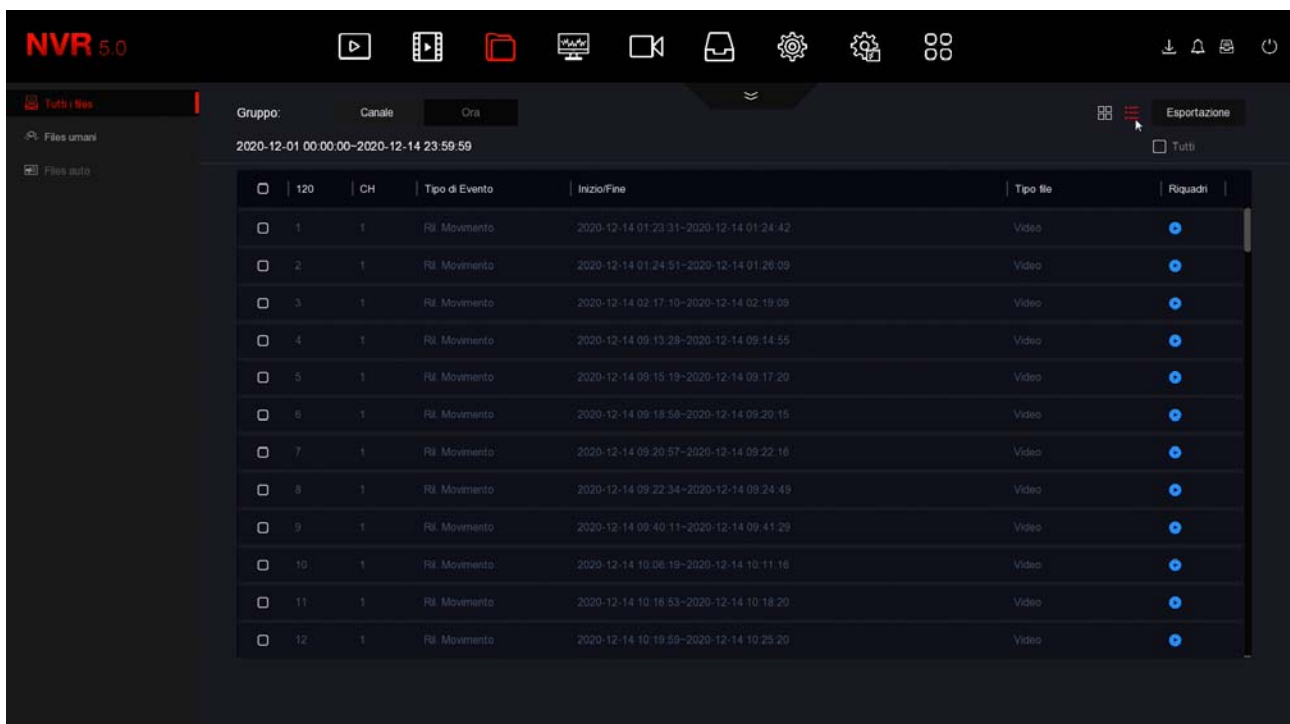 NVR 5.0
Tutti i files
Files umani
Files auto
Gruppo: Canale Ora Esportazione
2020-12-01 00:00:00~2020-12-14 23:59:59 Tutti
120 CH Tipo di Evento Inizio/Fine Tipo file Riquadri
1 1 Ril. Movimento 2020-12-14 01:23:31~2020-12-14 01:24:42 Video
2 1 Ril. Movimento 2020-12-14 01:24:51~2020-12-14 01:26:09 Video
3 1 Ril. Movimento 2020-12-14 02:17:10~2020-12-14 02:19:09 Video
4 1 Ril. Movimento 2020-12-14 09:13:28~2020-12-14 09:14:55 Video
5 1 Ril. Movimento 2020-12-14 09:15:19~2020-12-14 09:17:20 Video
6 1 Ril. Movimento 2020-12-14 09:18:58~2020-12-14 09:20:15 Video
7 1 Ril. Movimento 2020-12-14 09:20:57~2020-12-14 09:22:16 Video
8 1 Ril. Movimento 2020-12-14 09:22:34~2020-12-14 09:24:49 Video
9 1 Ril. Movimento 2020-12-14 09:40:11~2020-12-14 09:41:29 Video
10 1 Ril. Movimento 2020-12-14 10:06:19~2020-12-14 10:11:16 Video
11 1 Ril. Movimento 2020-12-14 10:16:53~2020-12-14 10:18:20 Video
12 1 Ril. Movimento 2020-12-14 10:19:59~2020-12-14 10:25:20 Video